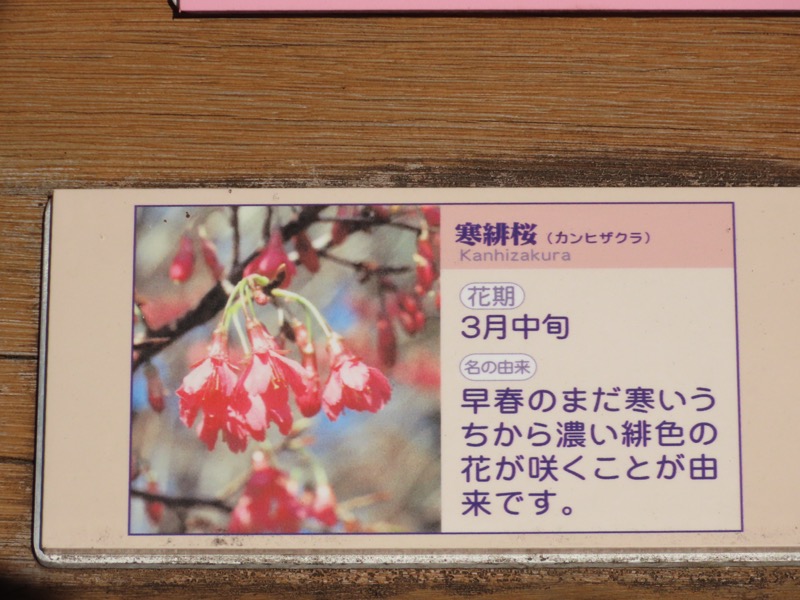 寒緋桜（カンヒザクラ）
Kanhizakura
花期
3月中旬
名の由来
早春のまだ寒いう
ちから濃い緋色の
花が咲くことが由
来です。